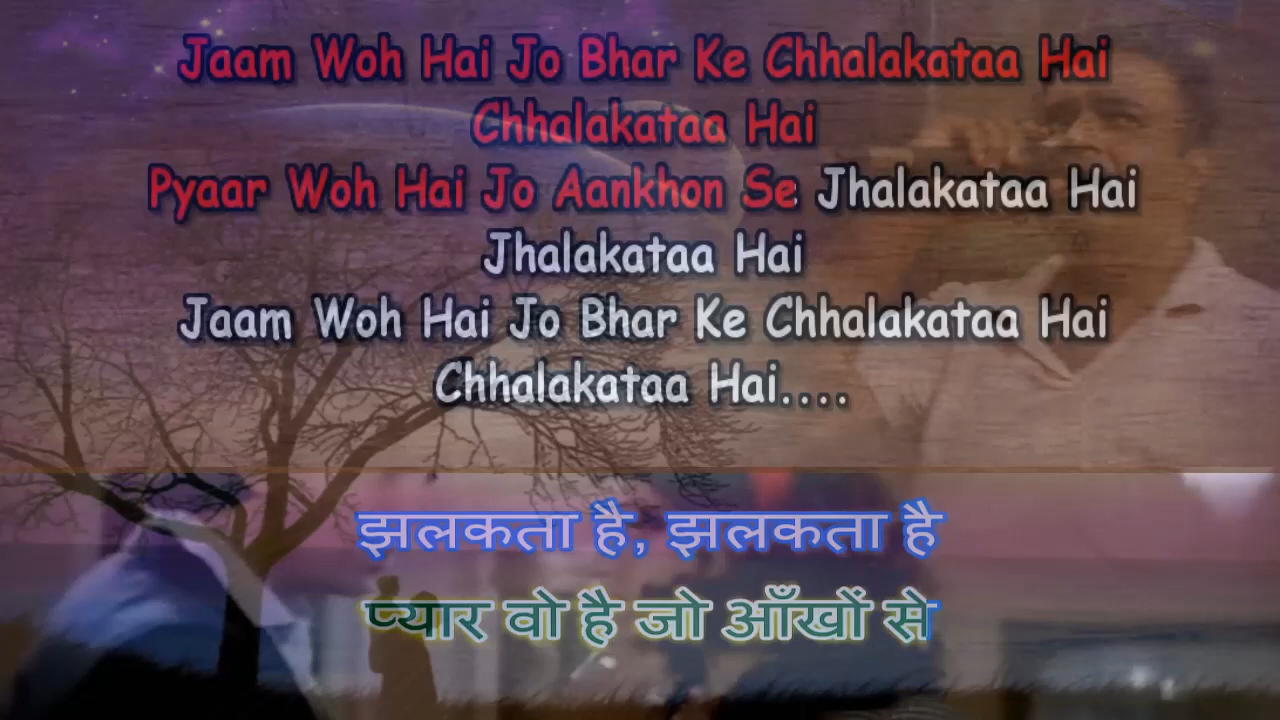 Jaam Woh Hai Jo Bhar Ke Chhalakataa Hai
Chhalakataa Hai
Pyaar Woh Hai Jo Aankhon Se Jhalakataa Hai
Jhalakataa Hai
Jaam Woh Hai Jo Bhar Ke Chhalakataa Hai
Chhalakataa Hai....
झलकता है, झलकता है
प्यार वो है जो आँखों से